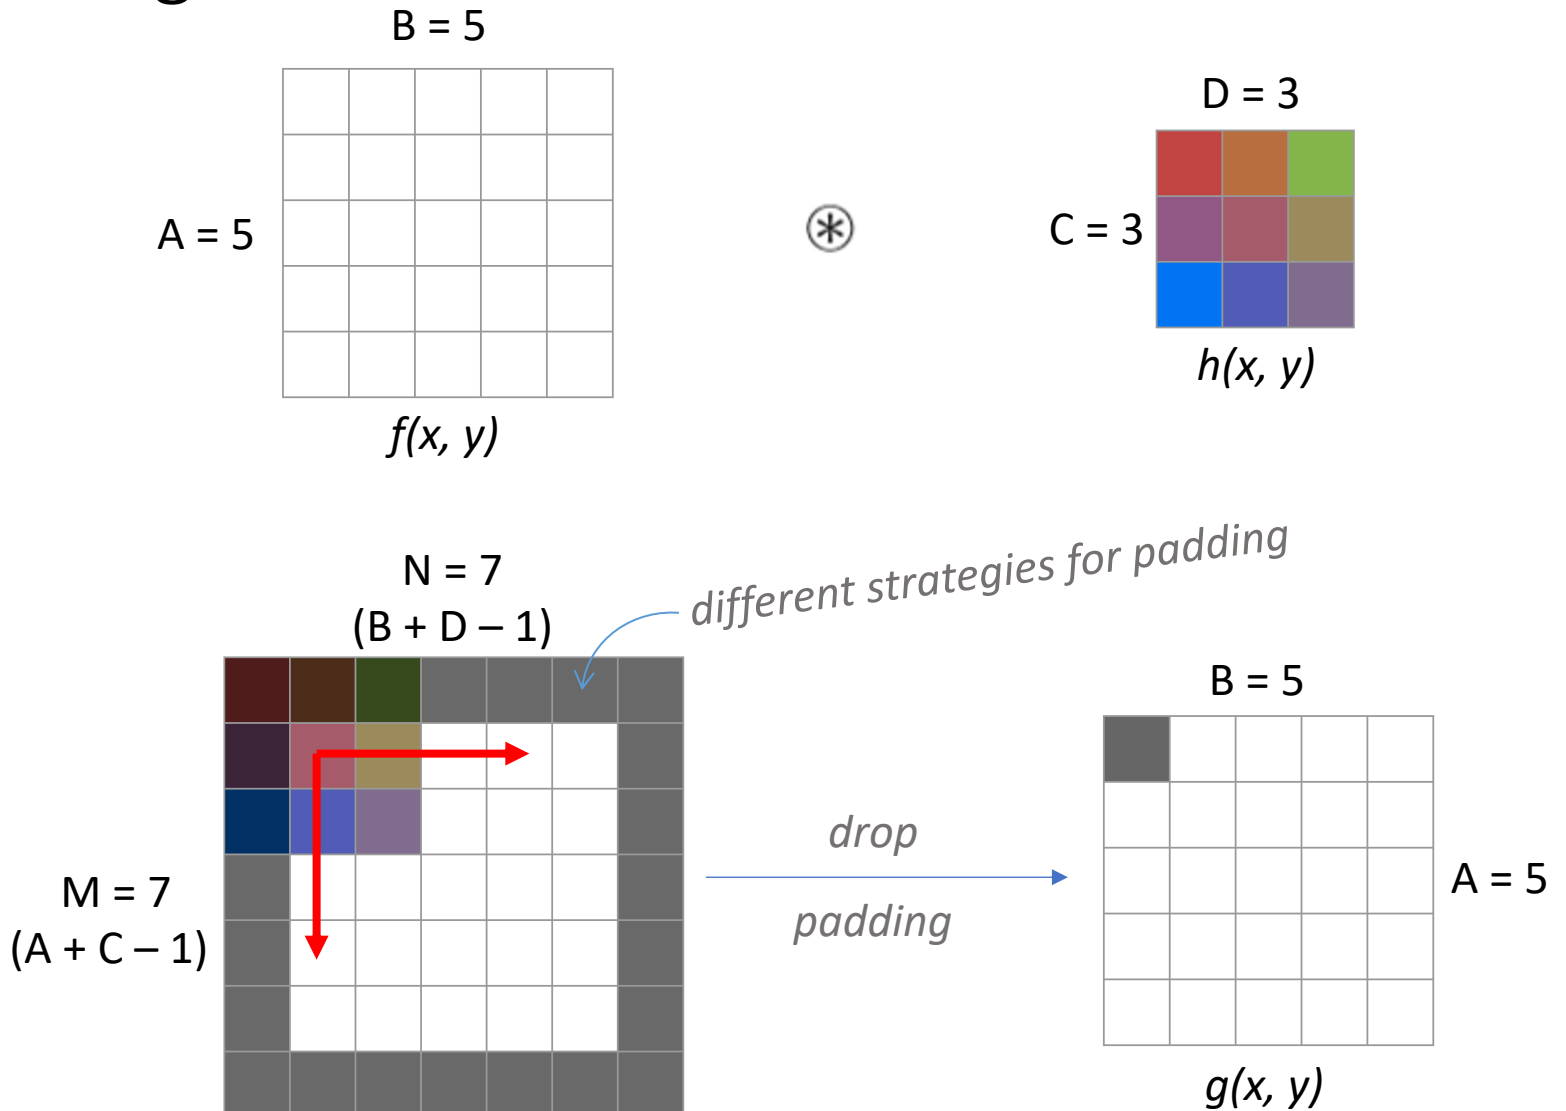 B = 5
D = 3
A = 5
⊛
C = 3
h(x, y)
f(x, y)
different strategies for padding
N = 7
(B + D – 1)
B = 5
drop
M = 7
A = 5
padding
(A + C – 1)
g(x, y)